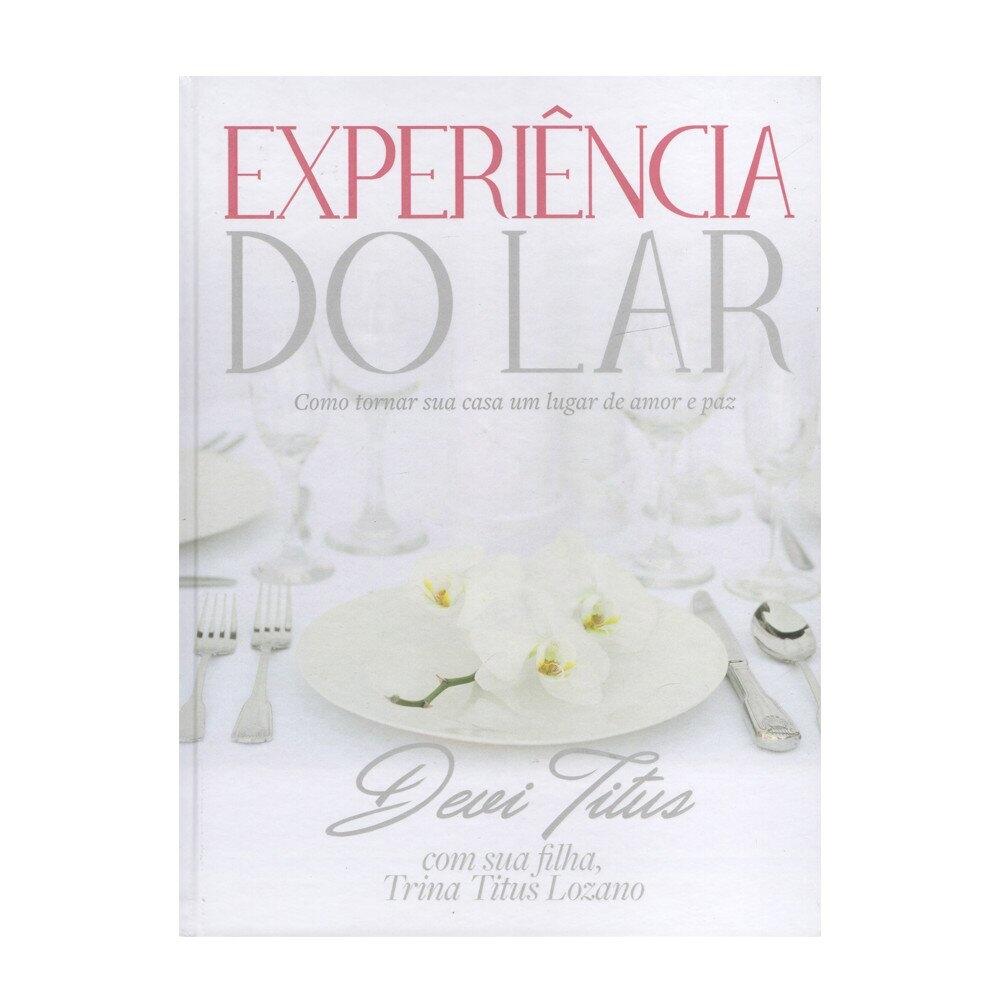 EXPERIÊNCIA
DO LAR
Como tornar sua casa um lugar de amor e paz
Devi Titus
com sua filha,
Trina Titus Lozano